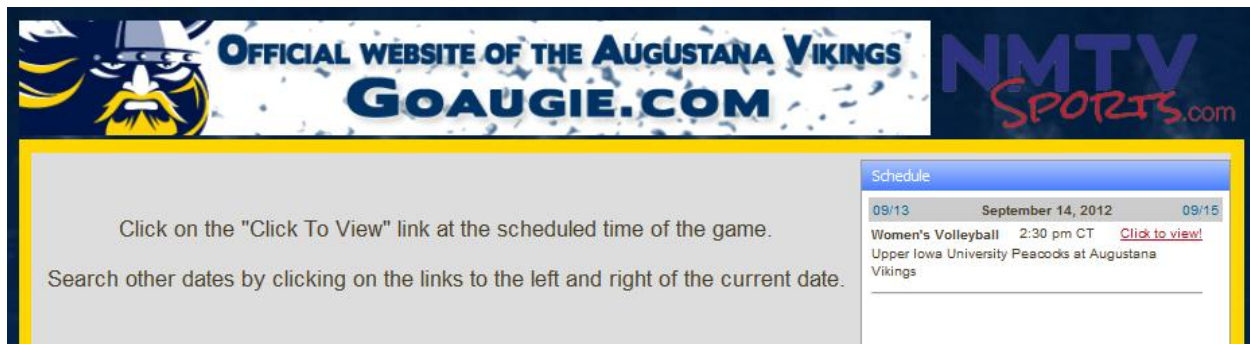 OFFICIAL WEBSITE OF THE AUGUSTANA VIKINGS
GOAUGIE.COM
NMTV
SPORTS.com
Click on the "Click To View" link at the scheduled time of the game.
Search other dates by clicking on the links to the left and right of the current date.
Schedule
09/13 September 14, 2012 09/15
Women's Volleyball 2:30 pm CT Click to view!
Upper Iowa University Peacocks at Augustana
Vikings